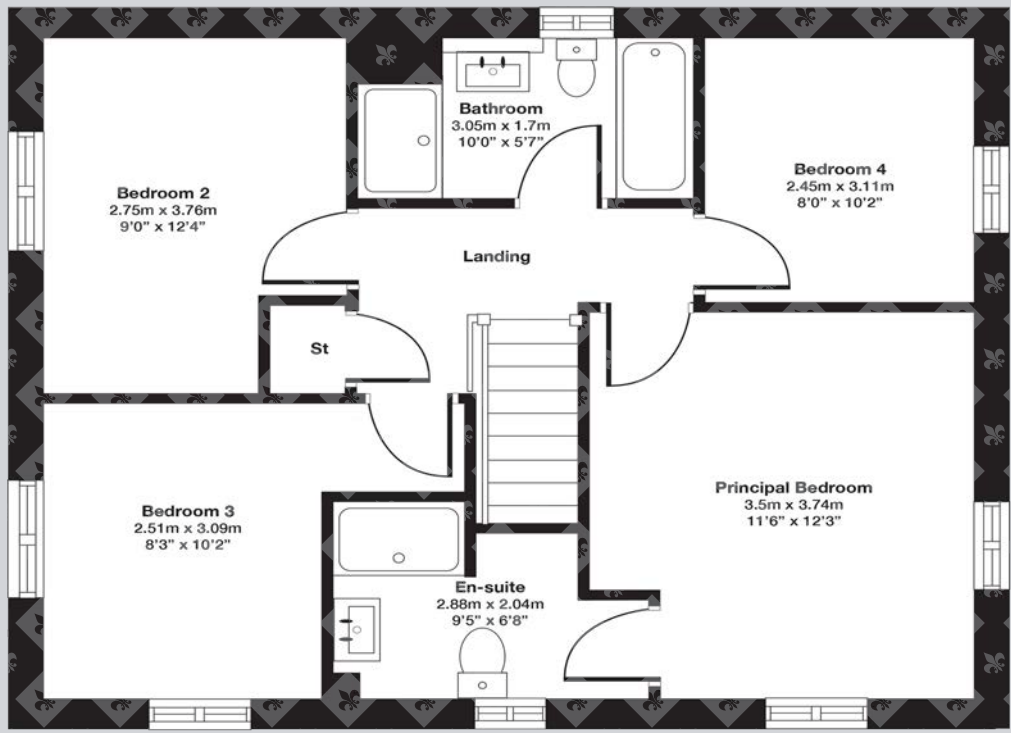 Bathroom
3.05m x 1.7m
10'0" x 5'7"
Bedroom 2
2.75m x 3.76m
9'0" x 12'4"
Bedroom 4
2.45m x 3.11m
8'0" x 10'2"
Landing
St
Bedroom 3
2.51m x 3.09m
8'3" x 10'2"
Principal Bedroom
3.5m x 3.74m
11'6" x 12'3"
En-suite
2.88m x 2.04m
9'5" x 6'8"